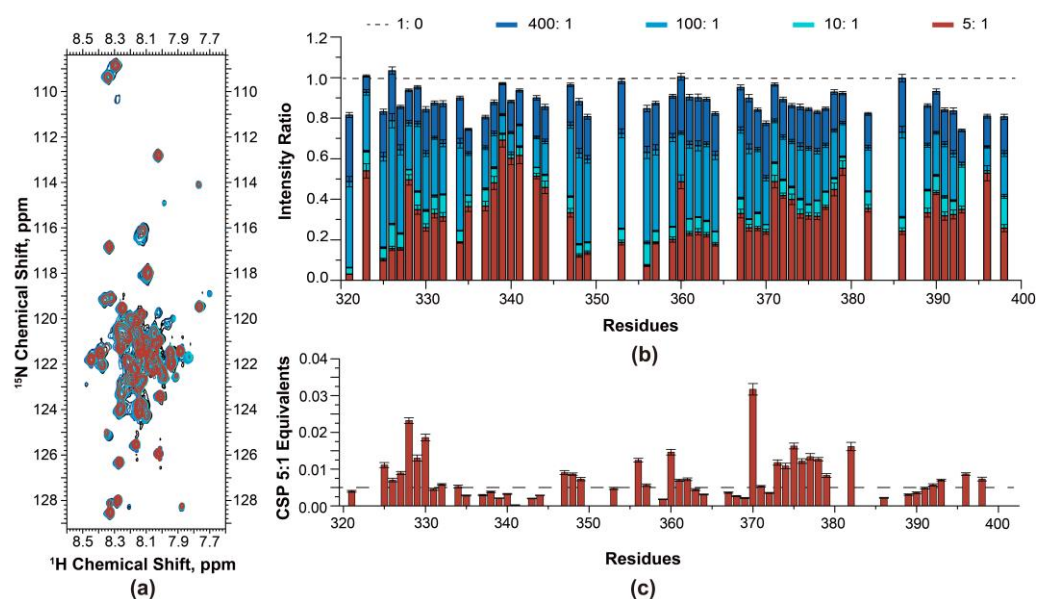 8.5 8.3 8.1 7.9 7.7
110
112
114
116
118
120
122
124
126
128
110
112
114
116
118
120
122
124
126
128
8.5 8.3 8.1 7.9 7.7
¹⁵N Chemical Shift, ppm
¹H Chemical Shift, ppm
(a)
1: 0 400: 1 100: 1 10: 1 5: 1
1.2
1.0
0.8
0.6
0.4
0.2
0.0
Intensity Ratio
320 330 340 350 360 370 380 390 400
Residues
(b)
0.04
0.03
0.02
0.01
0.00
CSP 5:1 Equivalents
320 330 340 350 360 370 380 390 400
Residues
(c)